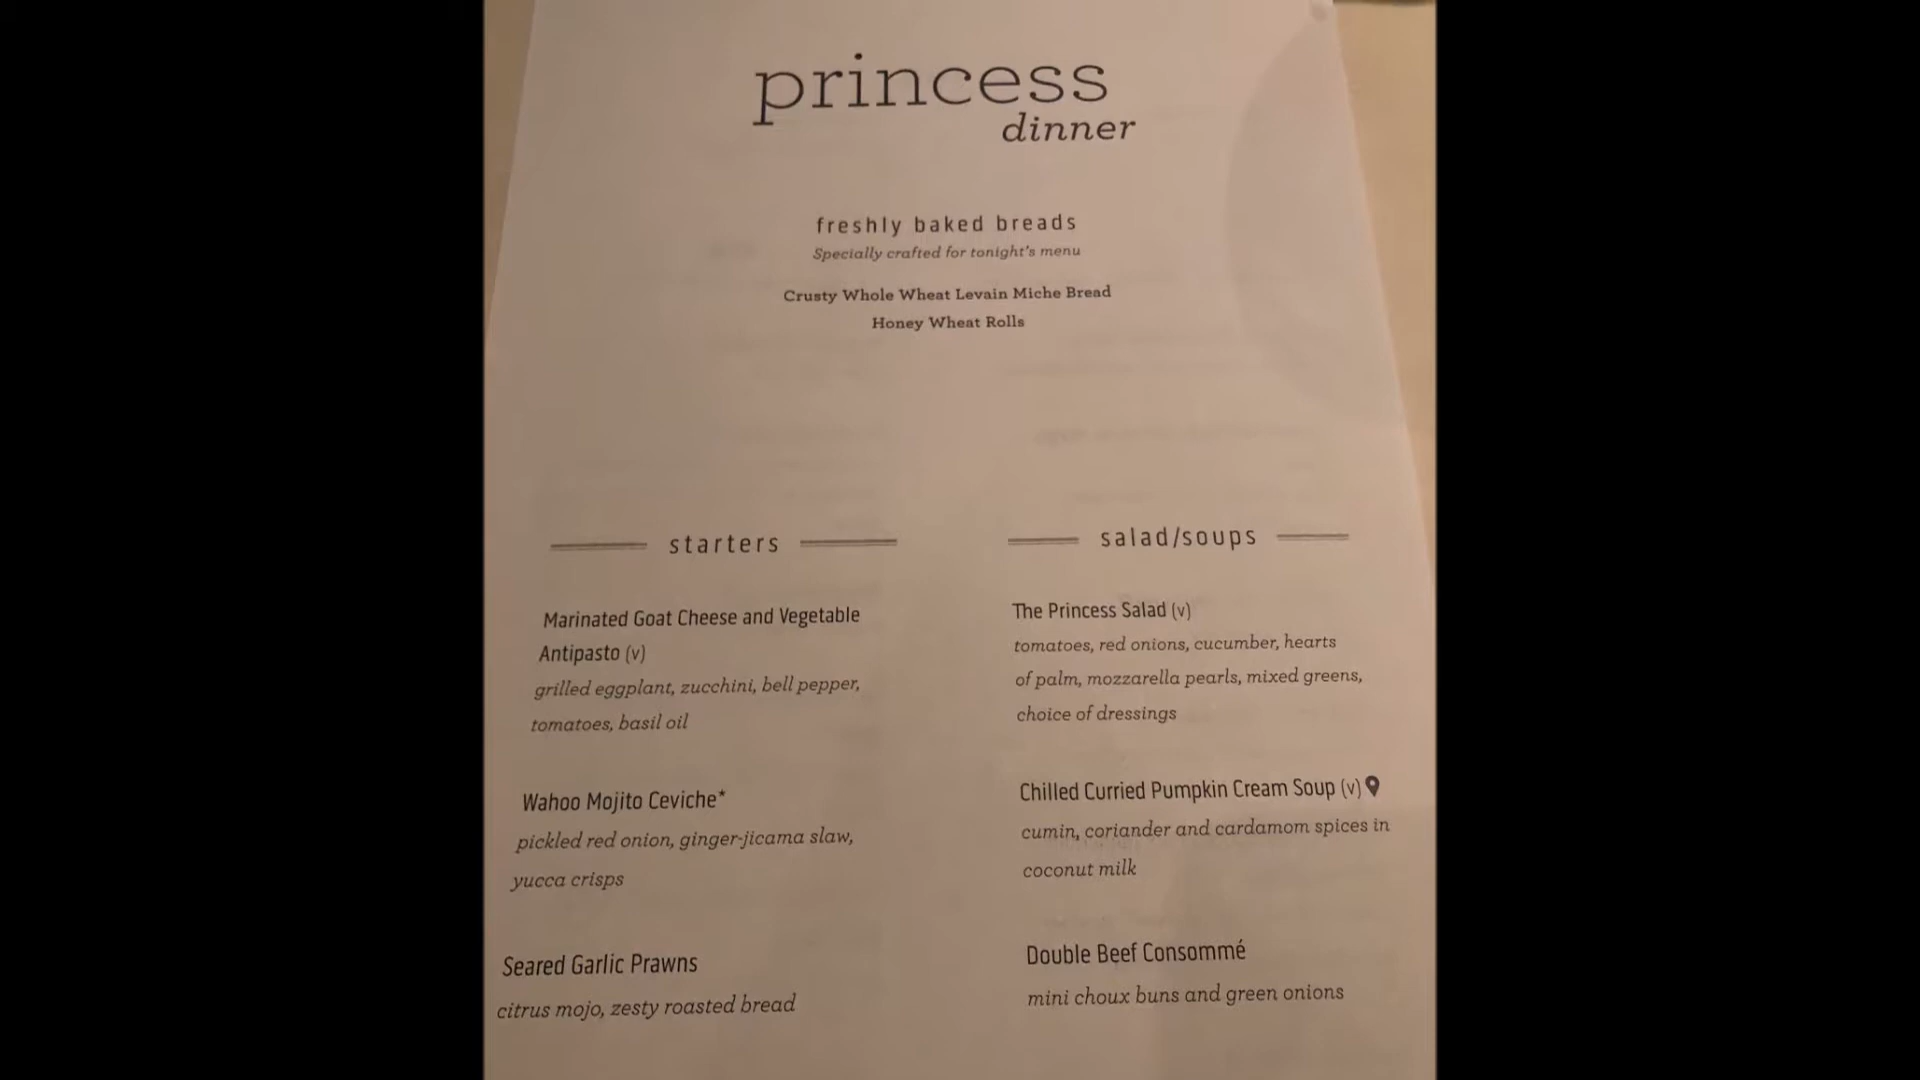 princess
dinner
freshly baked breads
Specially crafted for tonight's menu
Crusty Whole Wheat Levain Miche Bread
Honey Wheat Rolls
starters
Marinated Goat Cheese and Vegetable
Antipasto (v)
grilled eggplant, zucchini, bell pepper,
tomatoes, basil oil
Wahoo Mojito Ceviche*
pickled red onion, ginger-jicama slaw,
yucca crisps
Seared Garlic Prawns
citrus mojo, zesty roasted bread
salad/soups
The Princess Salad (v)
tomatoes, red onions, cucumber, hearts
of palm, mozzarella pearls, mixed greens,
choice of dressings
Chilled Curried Pumpkin Cream Soup (v)
cumin, coriander and cardamom spices in
coconut milk
Double Beef Consommé
mini choux buns and green onions